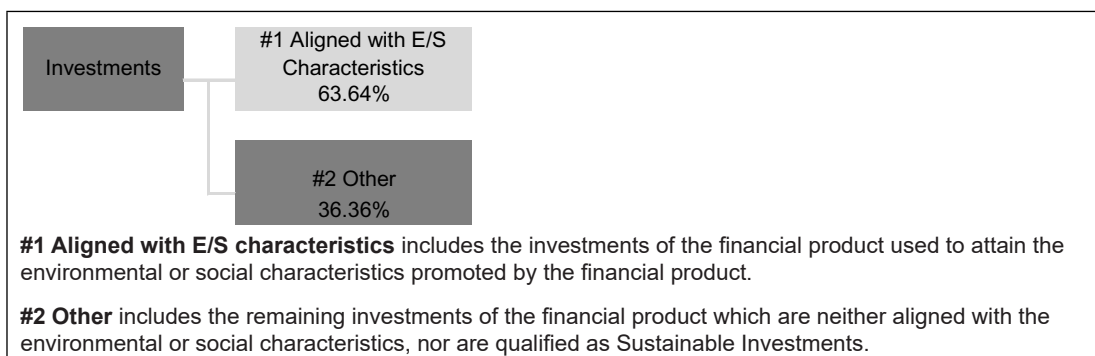 Investments
#1 Aligned with E/S
Characteristics
63.64%
#2 Other
36.36%
#1 Aligned with E/S characteristics includes the investments of the financial product used to attain the
environmental or social characteristics promoted by the financial product.
#2 Other includes the remaining investments of the financial product which are neither aligned with the
environmental or social characteristics, nor are qualified as Sustainable Investments.